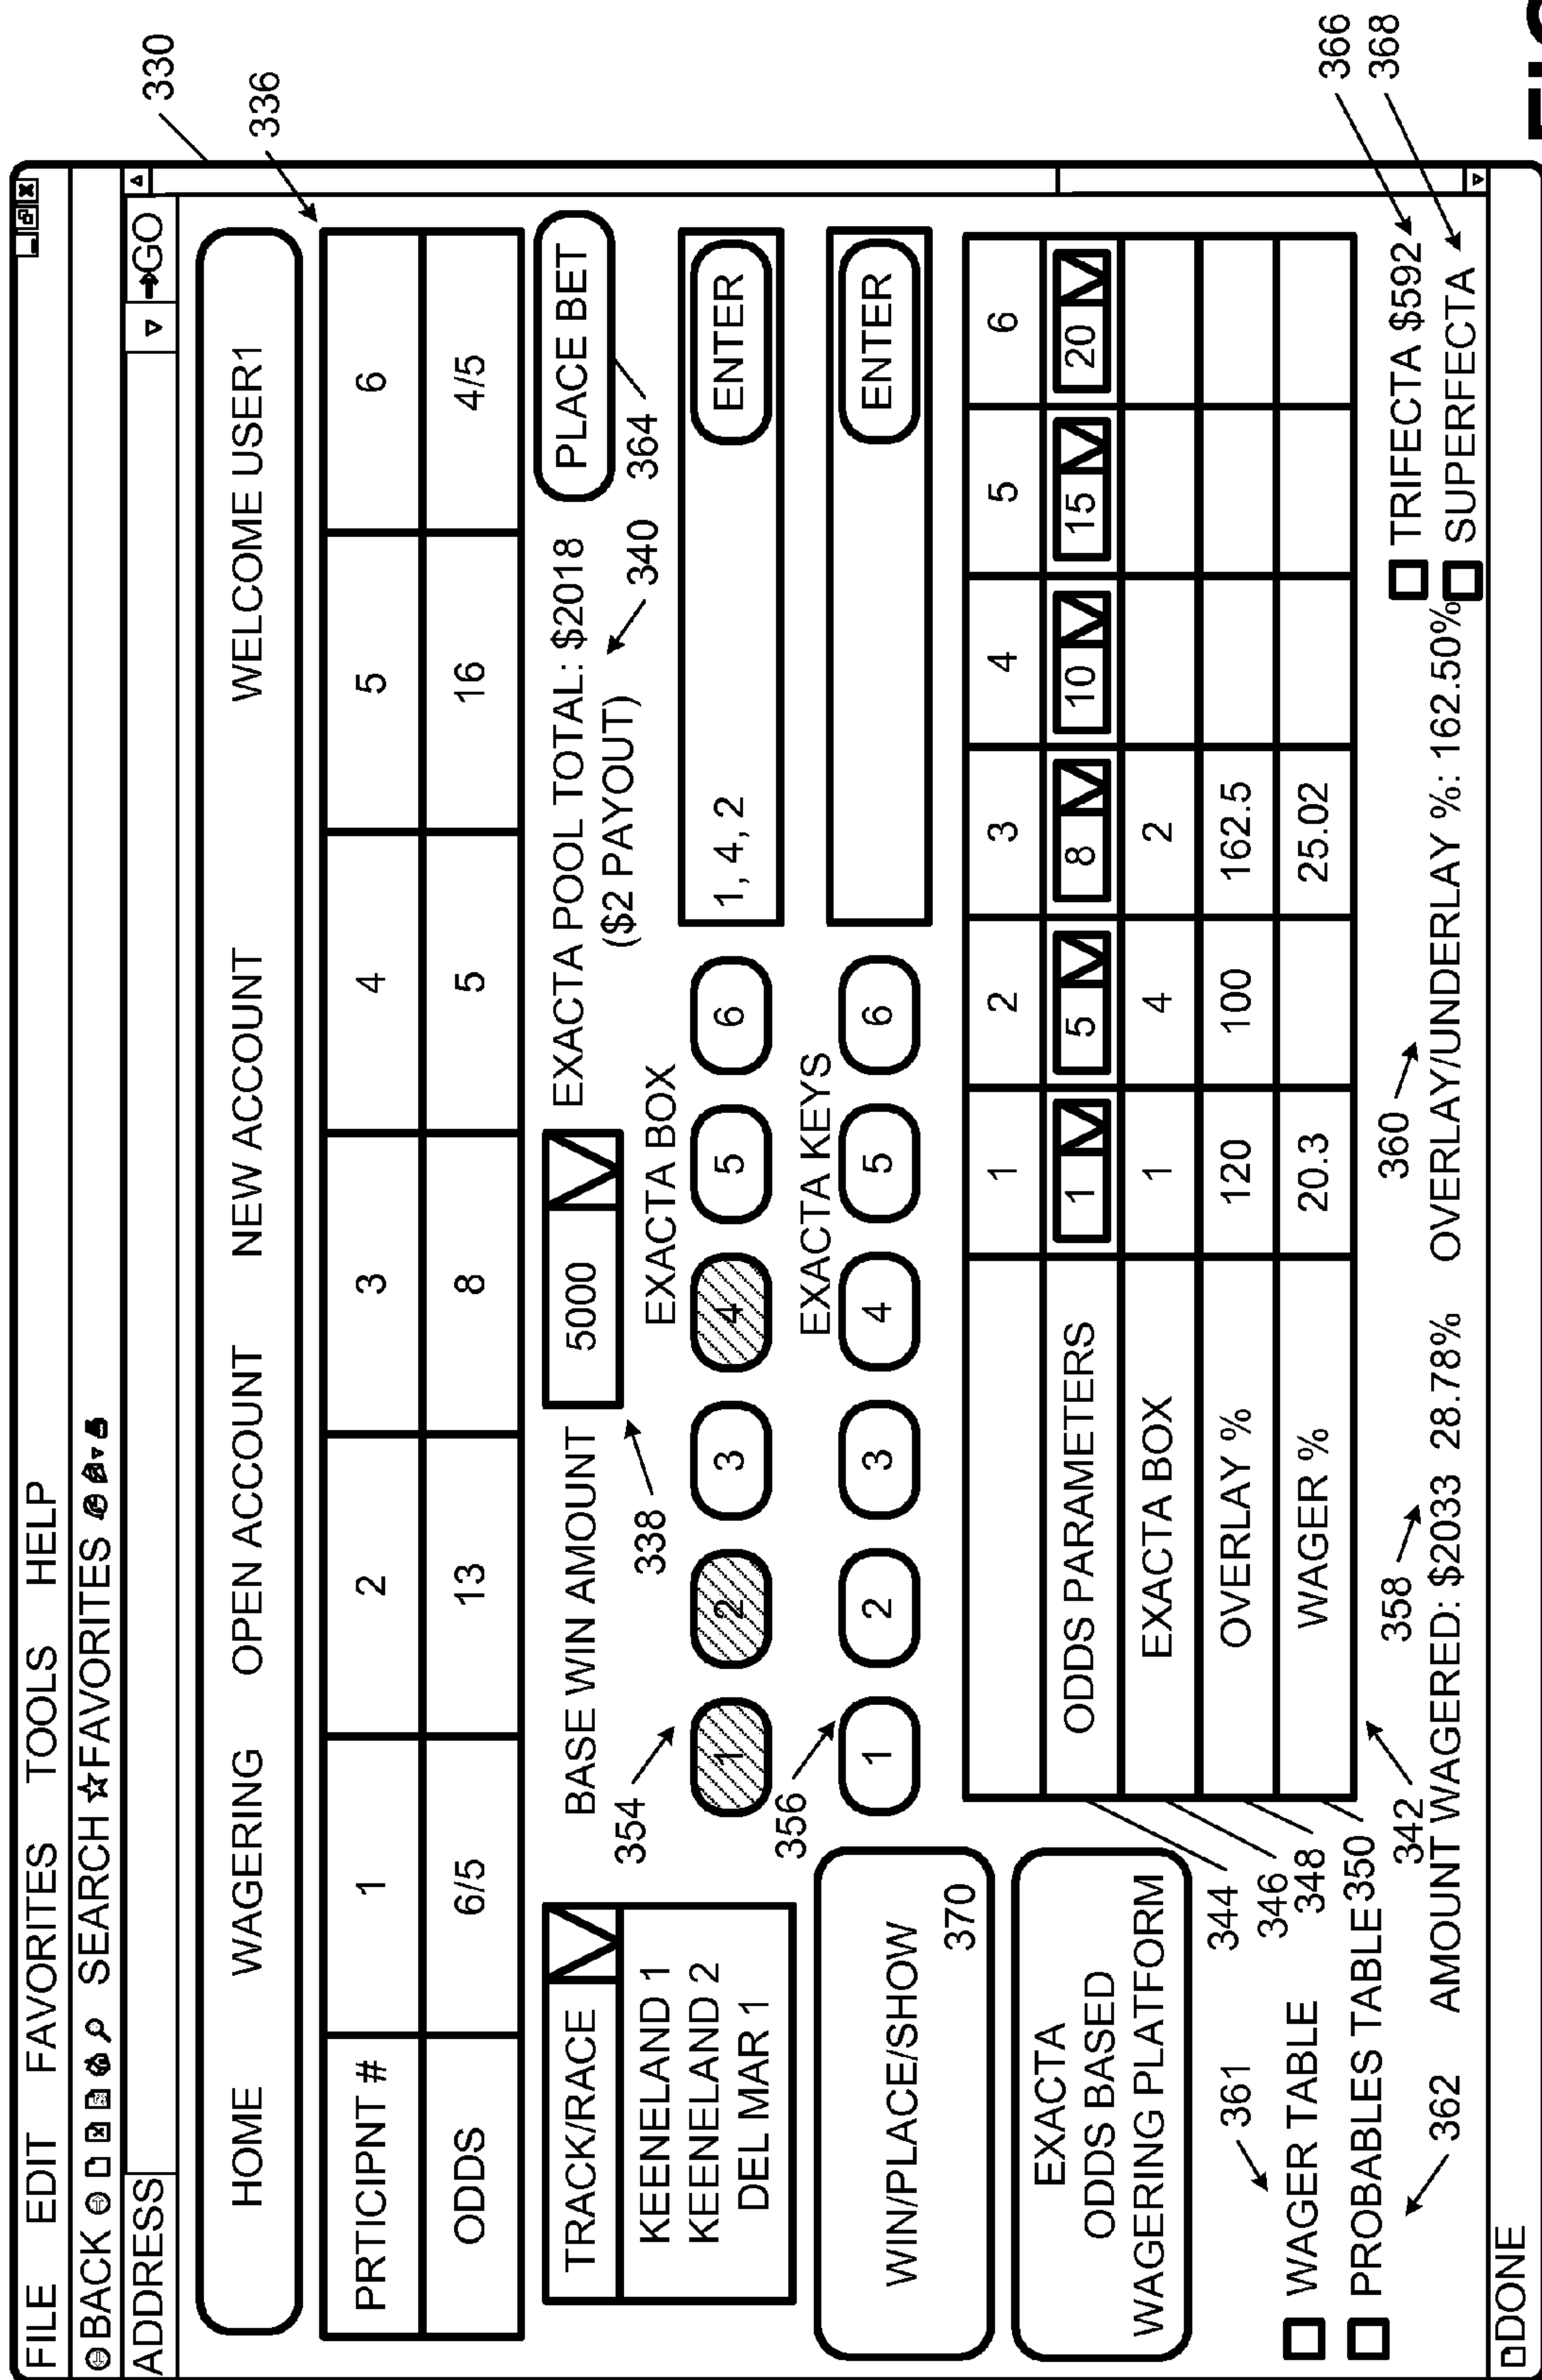 FILE EDIT FAVORITES TOOLS HELP
BACK SEARCH FAVORITES
ADDRESS GO
330
HOME WAGERING OPEN ACCOUNT NEW ACCOUNT WELCOME USER1
336
PRTICIPNT # 1 2 3 4 5 6
ODDS 6/5 13 8 5 16 4/5
TRACK/RACE
KEENELAND 1
KEENELAND 2
DEL MAR 1
BASE WIN AMOUNT 5000 EXACTA POOL TOTAL: $2018 PLACE BET
($2 PAYOUT)
338 340 364
354 EXACTA BOX
1 2 3 4 5 6 1, 4, 2 ENTER
356 EXACTA KEYS
1 2 3 4 5 6 ENTER
WIN/PLACE/SHOW
370
EXACTA
ODDS BASED
WAGERING PLATFORM
1 2 3 4 5 6
ODDS PARAMETERS 1 5 8 10 15 20
EXACTA BOX 1 4 2
OVERLAY % 120 100 162.5
WAGER % 20.3 25.02
344
346
348
350
342
361
WAGER TABLE
PROBABLES TABLE
362
358 360
AMOUNT WAGERED: $2033 28.78% OVERLAY/UNDERLAY %: 162.50%
TRIFECTA $592
SUPERFECTA
366
368
DONE